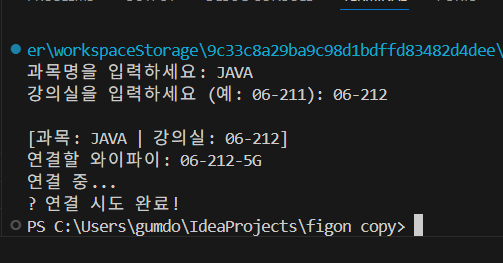 er\workspaceStorage\9c33c8a29ba9c98d1bdffd83482d4dee\
과목명을 입력하세요: JAVA
강의실을 입력하세요 (예: 06-211): 06-212
[과목: JAVA | 강의실: 06-212]
연결할 와이파이: 06-212-5G
연결 중...
? 연결 시도 완료!
PS C:\Users\gumdo\IdeaProjects\figon copy>